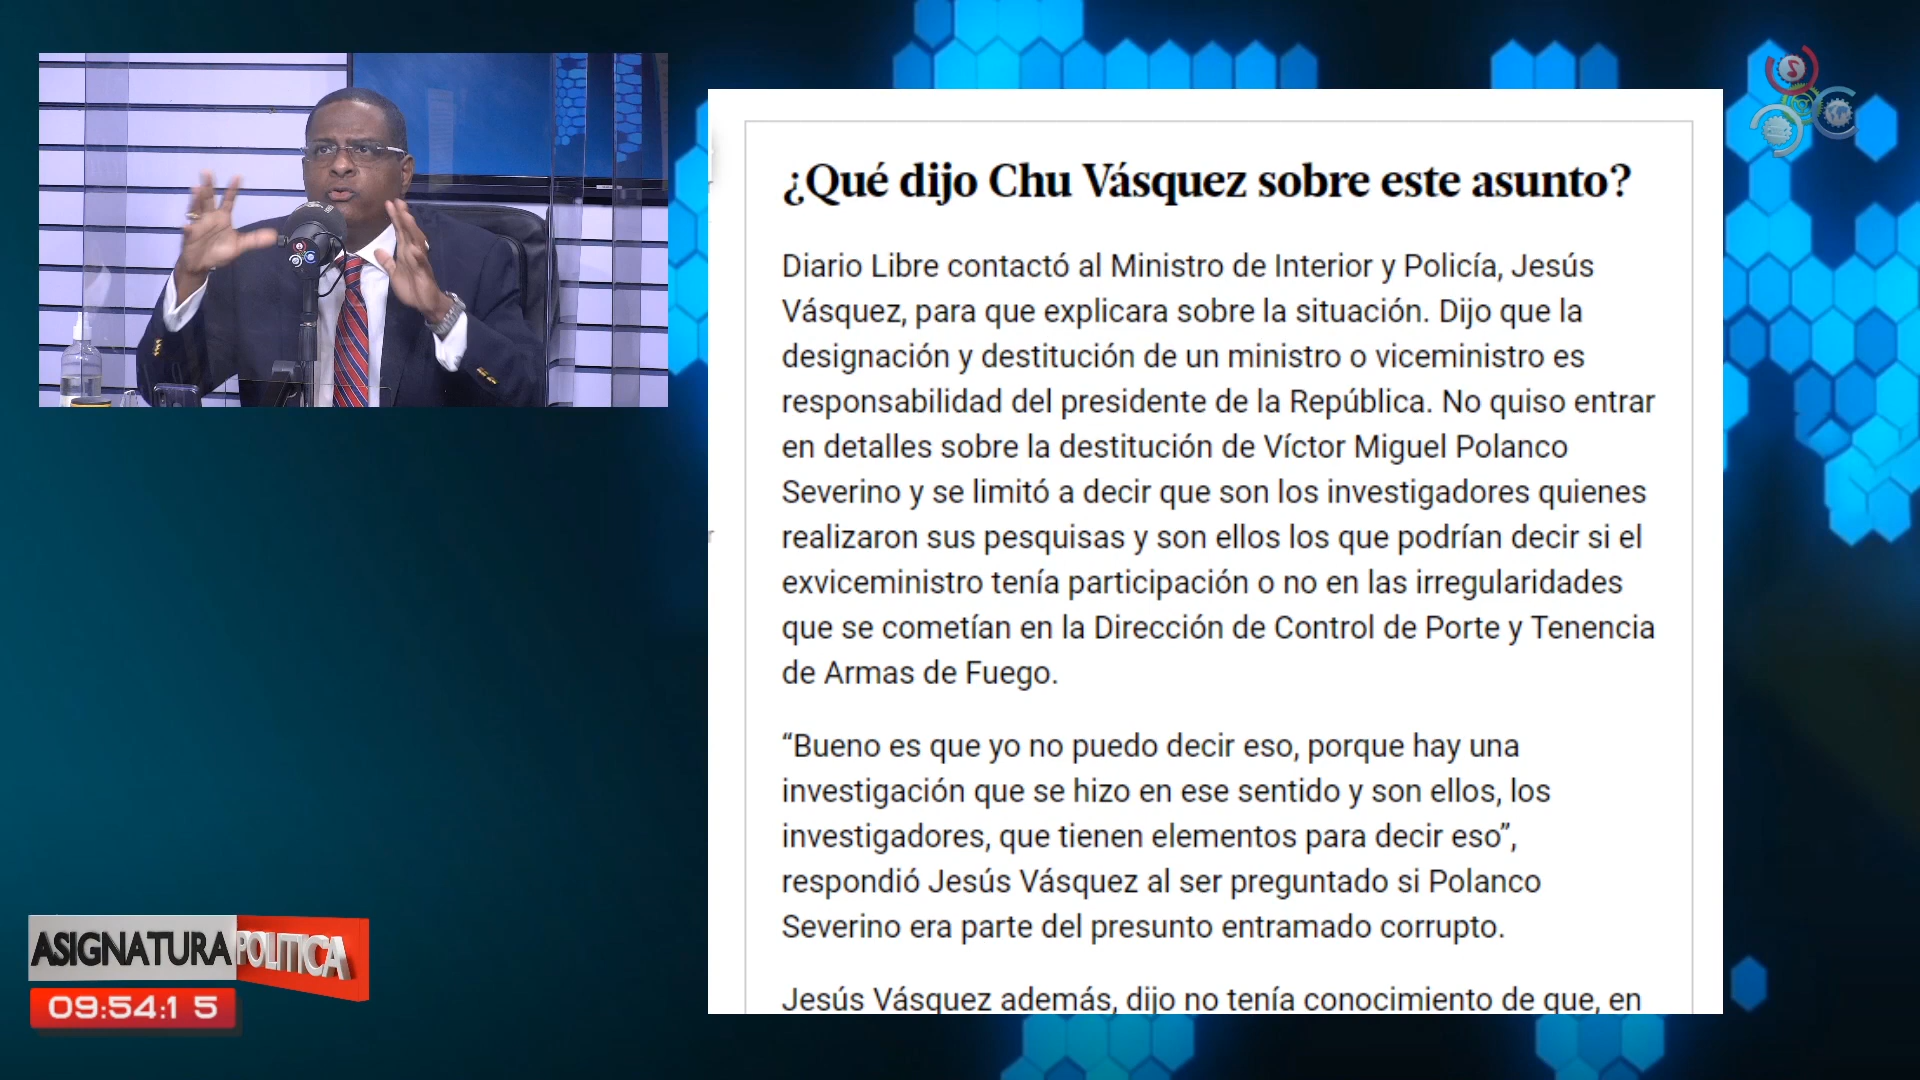 ¿Qué dijo Chu Vásquez sobre este asunto?
Diario Libre contactó al Ministro de Interior y Policía, Jesús
Vásquez, para que explicara sobre la situación. Dijo que la
designación y destitución de un ministro o viceministro es
responsabilidad del presidente de la República. No quiso entrar
en detalles sobre la destitución de Víctor Miguel Polanco
Severino y se limitó a decir que son los investigadores quienes
realizaron sus pesquisas y son ellos los que podrían decir si el
exviceministro tenía participación o no en las irregularidades
que se cometían en la Dirección de Control de Porte y Tenencia
de Armas de Fuego.
“Bueno es que yo no puedo decir eso, porque hay una
investigación que se hizo en ese sentido y son ellos, los
investigadores, que tienen elementos para decir eso”,
respondió Jesús Vásquez al ser preguntado si Polanco
Severino era parte del presunto entramado corrupto.
Jesús Vásquez además, dijo no tenía conocimiento de que, en
ASIGNATURA POLITICA
09:54:15